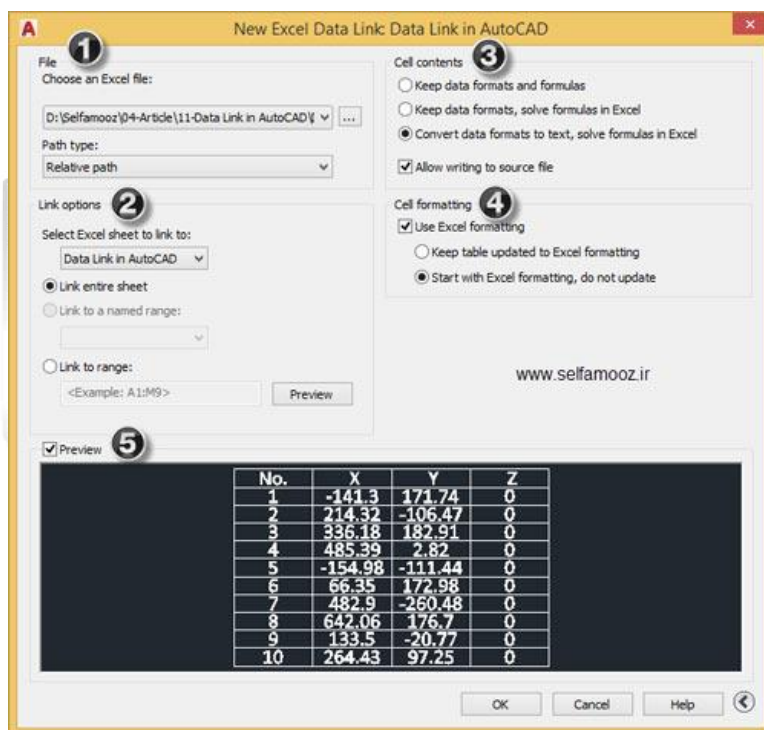 A
New Excel Data Link: Data Link in AutoCAD
1
File
Choose an Excel file:
D:\Selfamooz\04-Article\11-Data Link in AutoCAD\
...
Path type:
Relative path
2
Link options
Select Excel sheet to link to:
Data Link in AutoCAD
Link entire sheet
Link to a named range:
Link to range:
<Example: A1:M9>
Preview
3
Cell contents
Keep data formats and formulas
Keep data formats, solve formulas in Excel
Convert data formats to text, solve formulas in Excel
Allow writing to source file
4
Cell formatting
Use Excel formatting
Keep table updated to Excel formatting
Start with Excel formatting, do not update
www.selfamooz.ir
Preview
5
No. X Y Z
1 -141.3 171.74 0
2 214.32 -106.47 0
3 336.18 182.91 0
4 485.39 2.82 0
5 -154.98 -111.44 0
6 66.35 172.98 0
7 482.9 -260.48 0
8 642.06 176.7 0
9 133.5 -20.77 0
10 264.43 97.25 0
OK
Cancel
Help